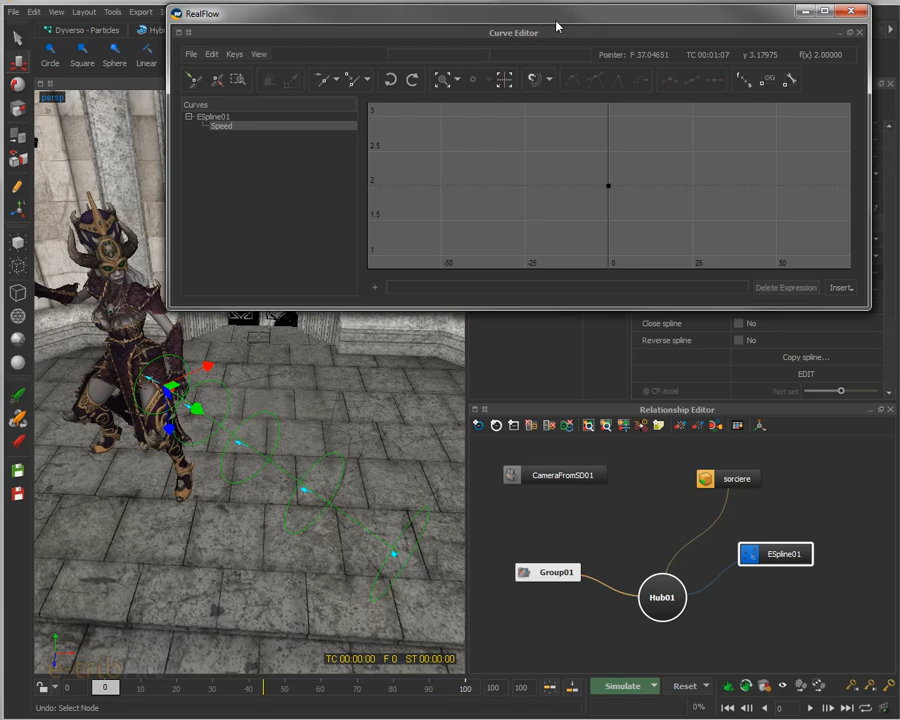 RealFlow
File Edit View Layout Tools Export
Dyverso - Particles
Hyb
Circle Square Sphere Linear
Curve Editor
File Edit Keys View
Pointer: F 37.04651 TC 00:01:07 y 3.17975 f(x) 2.00000
Curves
ESpline01
Speed
3
2.5
2
1.5
1
-50 -25 0 25 50
+ Delete Expression Insert
persp
Close spline No
Reverse spline No
Copy spline...
EDIT
@ CP axial Not set
Relationship Editor
CameraFromSD01
sorciere
ESpline01
Group01
Hub01
TC 00:00:00 F 0 ST 00:00:00
0 0 10 20 30 40 50 60 70 80 90 100 100 100
Simulate Reset
Undo: Select Node
0% 0